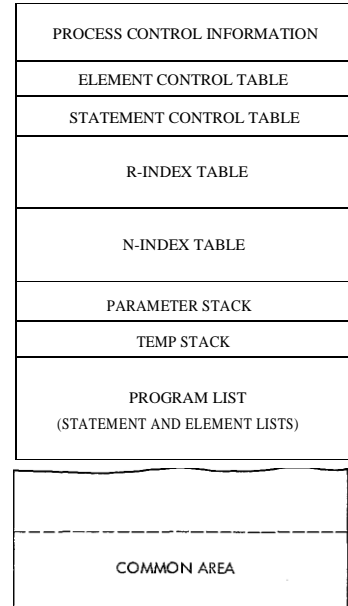 PROCESS CONTROL INFORMATION
ELEMENT CONTROL TABLE
STATEMENT CONTROL TABLE
R-INDEX TABLE
N-INDEX TABLE
PARAMETER STACK
TEMP STACK
PROGRAM LIST
(STATEMENT AND ELEMENT LISTS)
COMMON AREA